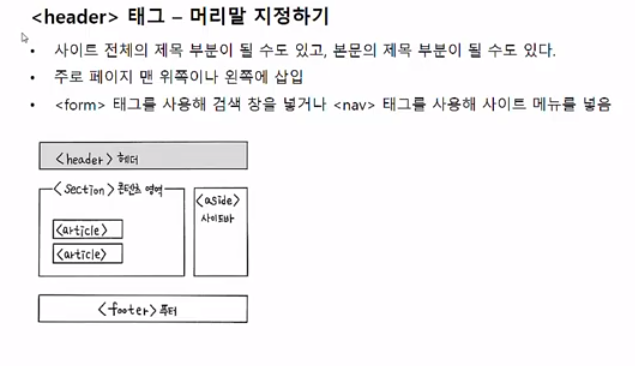 <header> 태그 – 머리말 지정하기
• 사이트 전체의 제목 부분이 될 수도 있고, 본문의 제목 부분이 될 수도 있다.
• 주로 페이지 맨 위쪽이나 왼쪽에 삽입
• <form> 태그를 사용해 검색 창을 넣거나 <nav> 태그를 사용해 사이트 메뉴를 넣음
<header> 헤더
<section> 콘텐츠 영역
<article>
<article>
<aside>
사이드바
<footer> 푸터